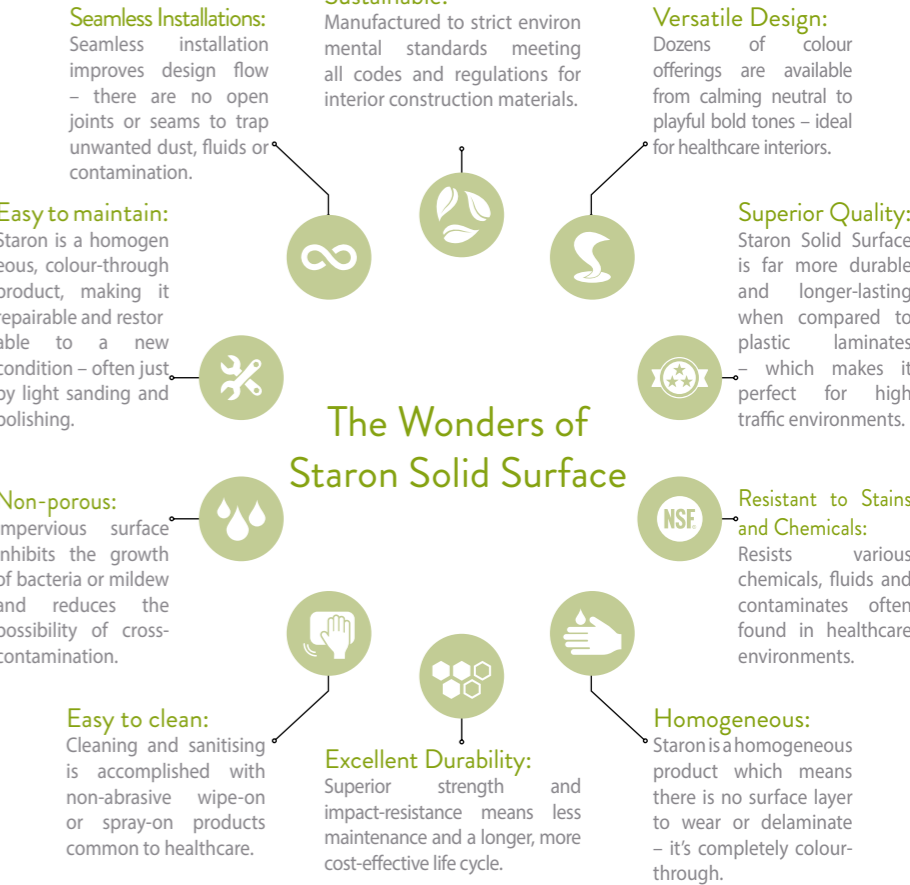 Seamless Installations:
Seamless installation
improves design flow
– there are no open
joints or seams to trap
unwanted dust, fluids or
contamination.
Sustainable:
Manufactured to strict environ
mental standards meeting
all codes and regulations for
interior construction materials.
Versatile Design:
Dozens of colour
offerings are available
from calming neutral to
playful bold tones – ideal
for healthcare interiors.
Easy to maintain:
Staron is a homogen
eous, colour-through
product, making it
repairable and restor
able to a new
condition – often just
by light sanding and
polishing.
Superior Quality:
Staron Solid Surface
is far more durable
and longer-lasting
when compared to
plastic laminates
– which makes it
perfect for high
traffic environments.
The Wonders of
Staron Solid Surface
Non-porous:
Impervious surface
inhibits the growth
of bacteria or mildew
and reduces the
possibility of cross-
contamination.
NSF.
Resistant to Stains
and Chemicals:
Resists various
chemicals, fluids and
contaminates often
found in healthcare
environments.
Easy to clean:
Cleaning and sanitising
is accomplished with
non-abrasive wipe-on
or spray-on products
common to healthcare.
Excellent Durability:
Superior strength and
impact-resistance means less
maintenance and a longer, more
cost-effective life cycle.
Homogeneous:
Staron is a homogeneous
product which means
there is no surface layer
to wear or delaminate
– it's completely colour-
through.